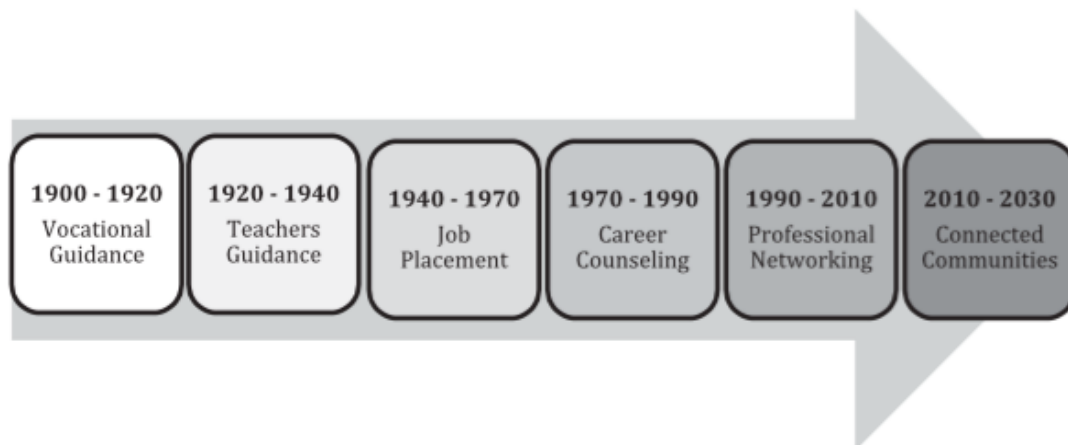 1900 - 1920
Vocational
Guidance
1920 - 1940
Teachers
Guidance
1940 - 1970
Job
Placement
1970 - 1990
Career
Counseling
1990 - 2010
Professional
Networking
2010 - 2030
Connected
Communities